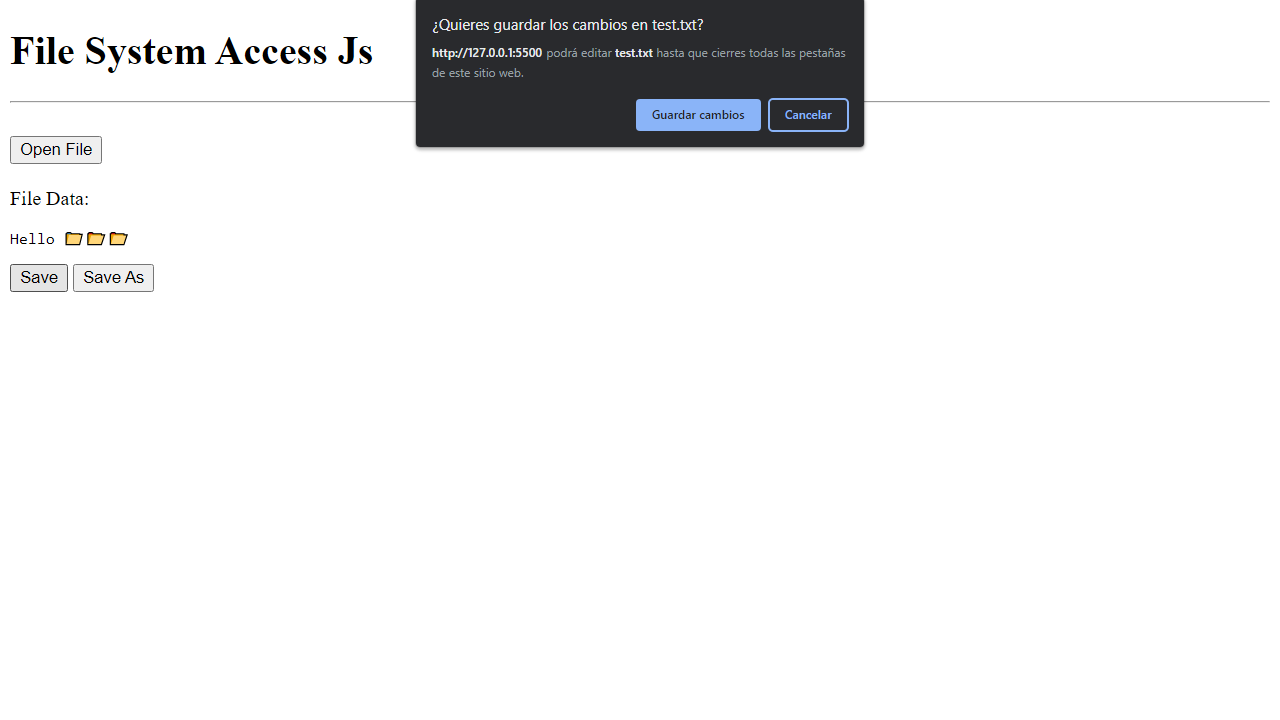 File System Access Js
¿Quieres guardar los cambios en test.txt?
http://127.0.0.1:5500 podrá editar test.txt hasta que cierres todas las pestañas
de este sitio web.
Guardar cambios Cancelar
Open File
File Data:
Hello 📂📂📂
Save Save As